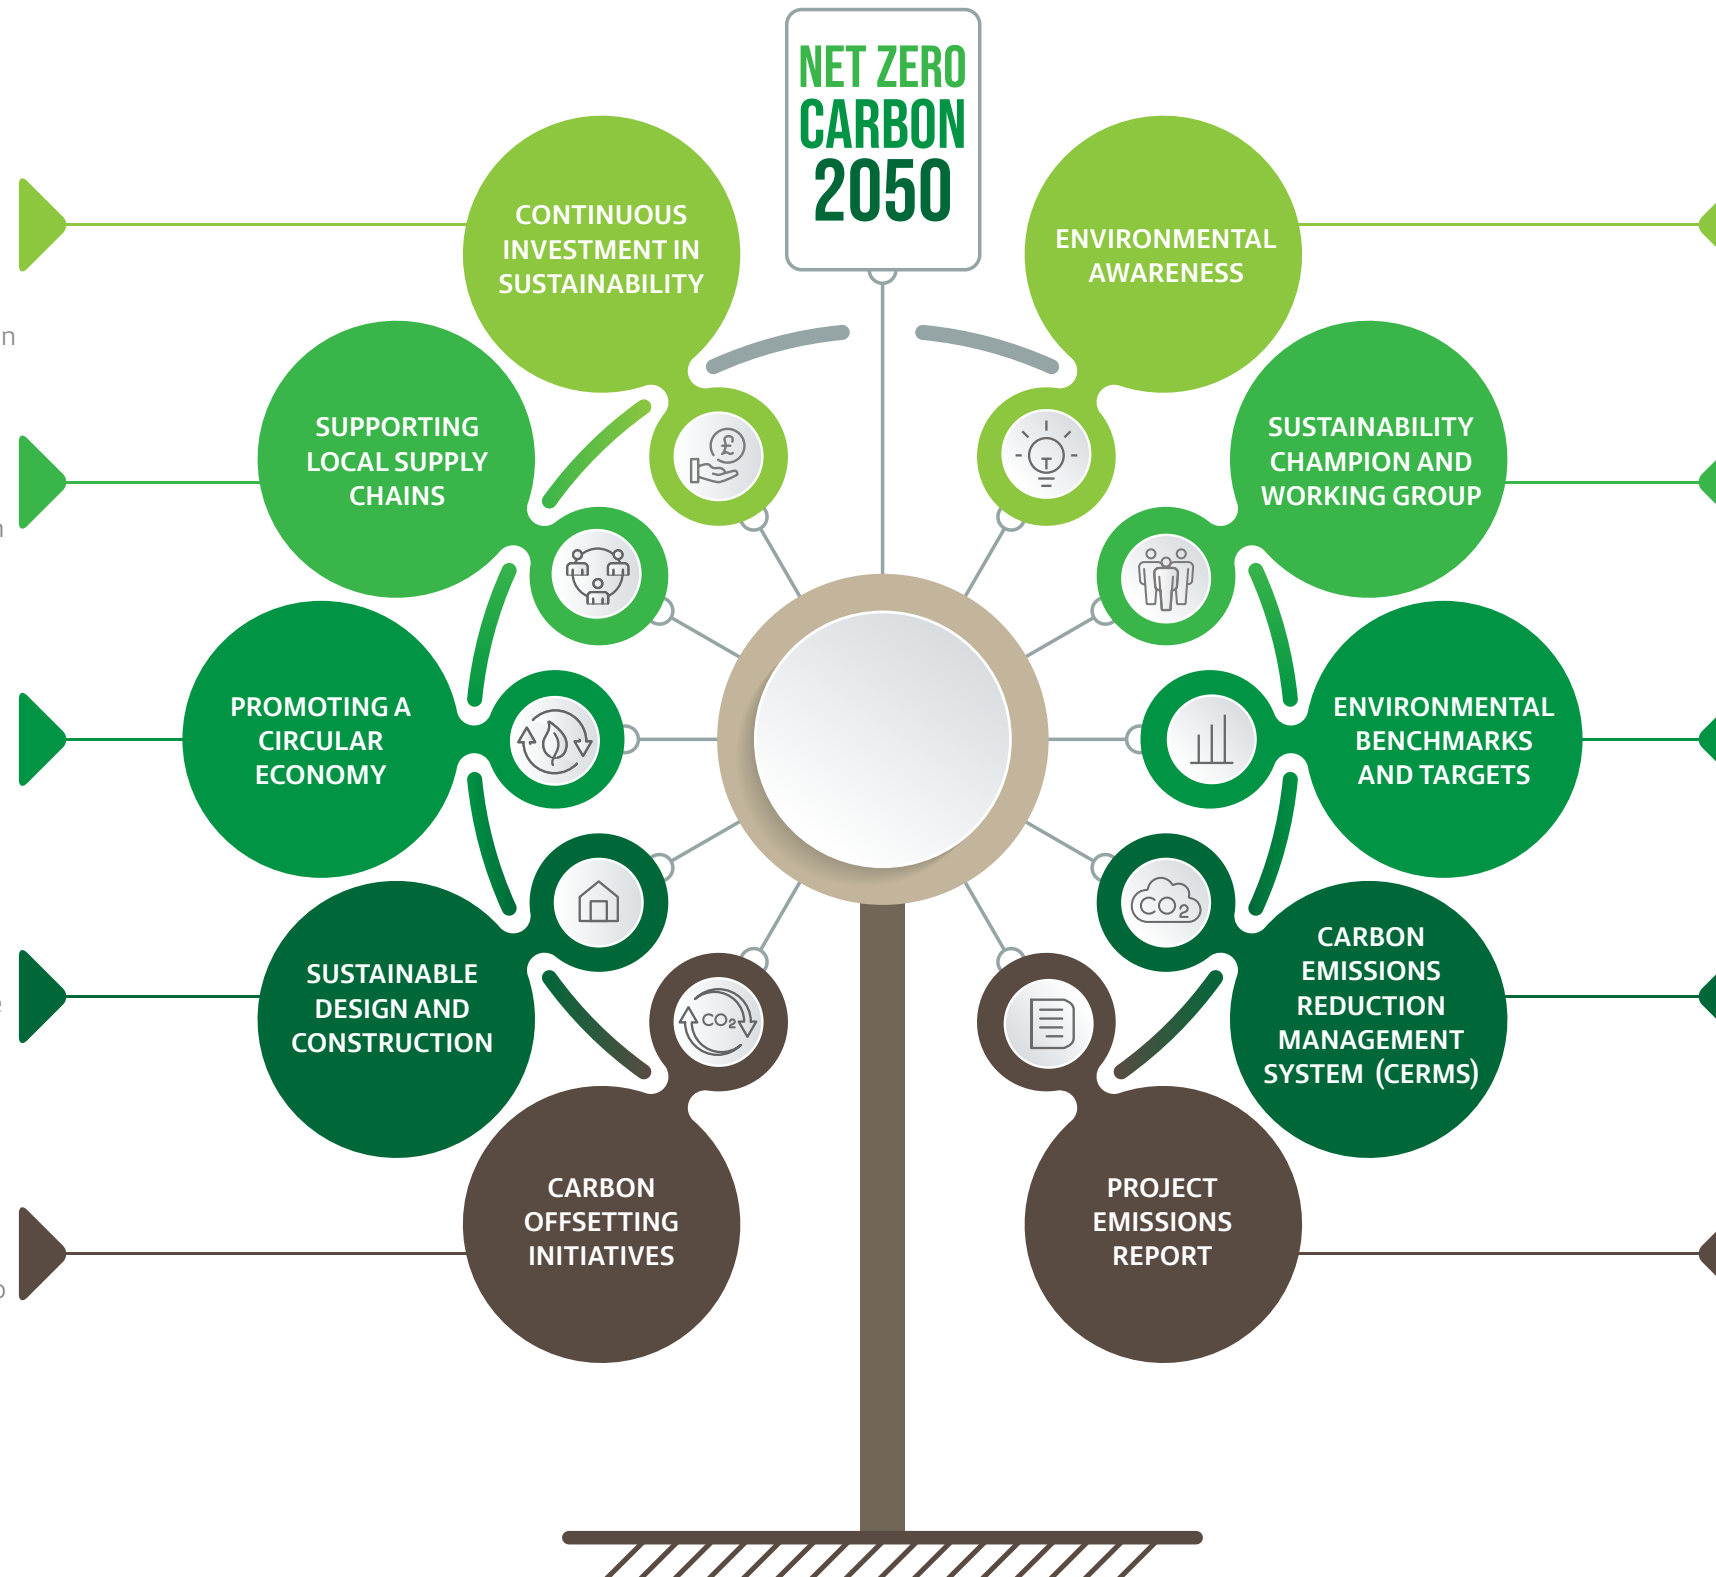 NET ZERO
CARBON
2050
CONTINUOUS
INVESTMENT IN
SUSTAINABILITY
ENVIRONMENTAL
AWARENESS
SUPPORTING
LOCAL SUPPLY
CHAINS
£
SUSTAINABILITY
CHAMPION AND
WORKING GROUP
PROMOTING A
CIRCULAR
ECONOMY
ENVIRONMENTAL
BENCHMARKS
AND TARGETS
SUSTAINABLE
DESIGN AND
CONSTRUCTION
CO2
CARBON
EMISSIONS
REDUCTION
MANAGEMENT
SYSTEM (CERMS)
CO2
CARBON
OFFSETTING
INITIATIVES
PROJECT
EMISSIONS
REPORT